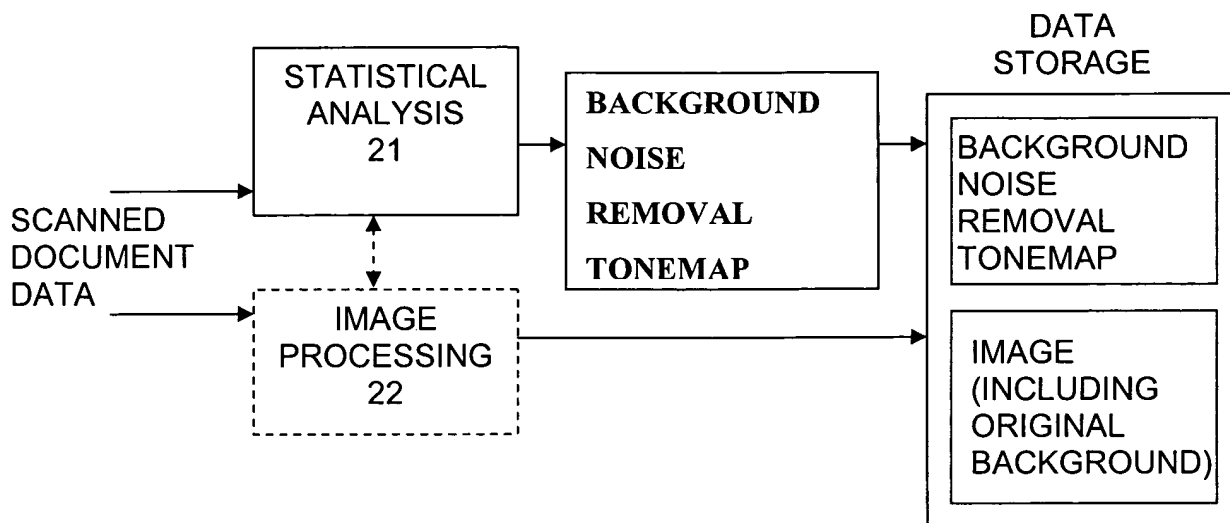 SCANNED
DOCUMENT
DATA
STATISTICAL
ANALYSIS
21
IMAGE
PROCESSING
22
BACKGROUND
NOISE
REMOVAL
TONEMAP
DATA
STORAGE
BACKGROUND
NOISE
REMOVAL
TONEMAP
IMAGE
(INCLUDING
ORIGINAL
BACKGROUND)